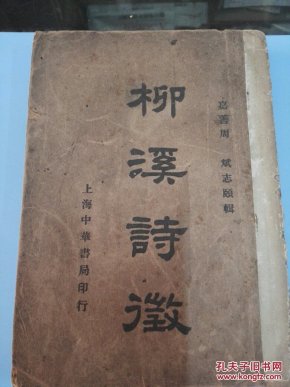 嘉善周斌志頤輯
柳溪詩徵
上海中華書局印行
孔夫子旧书网